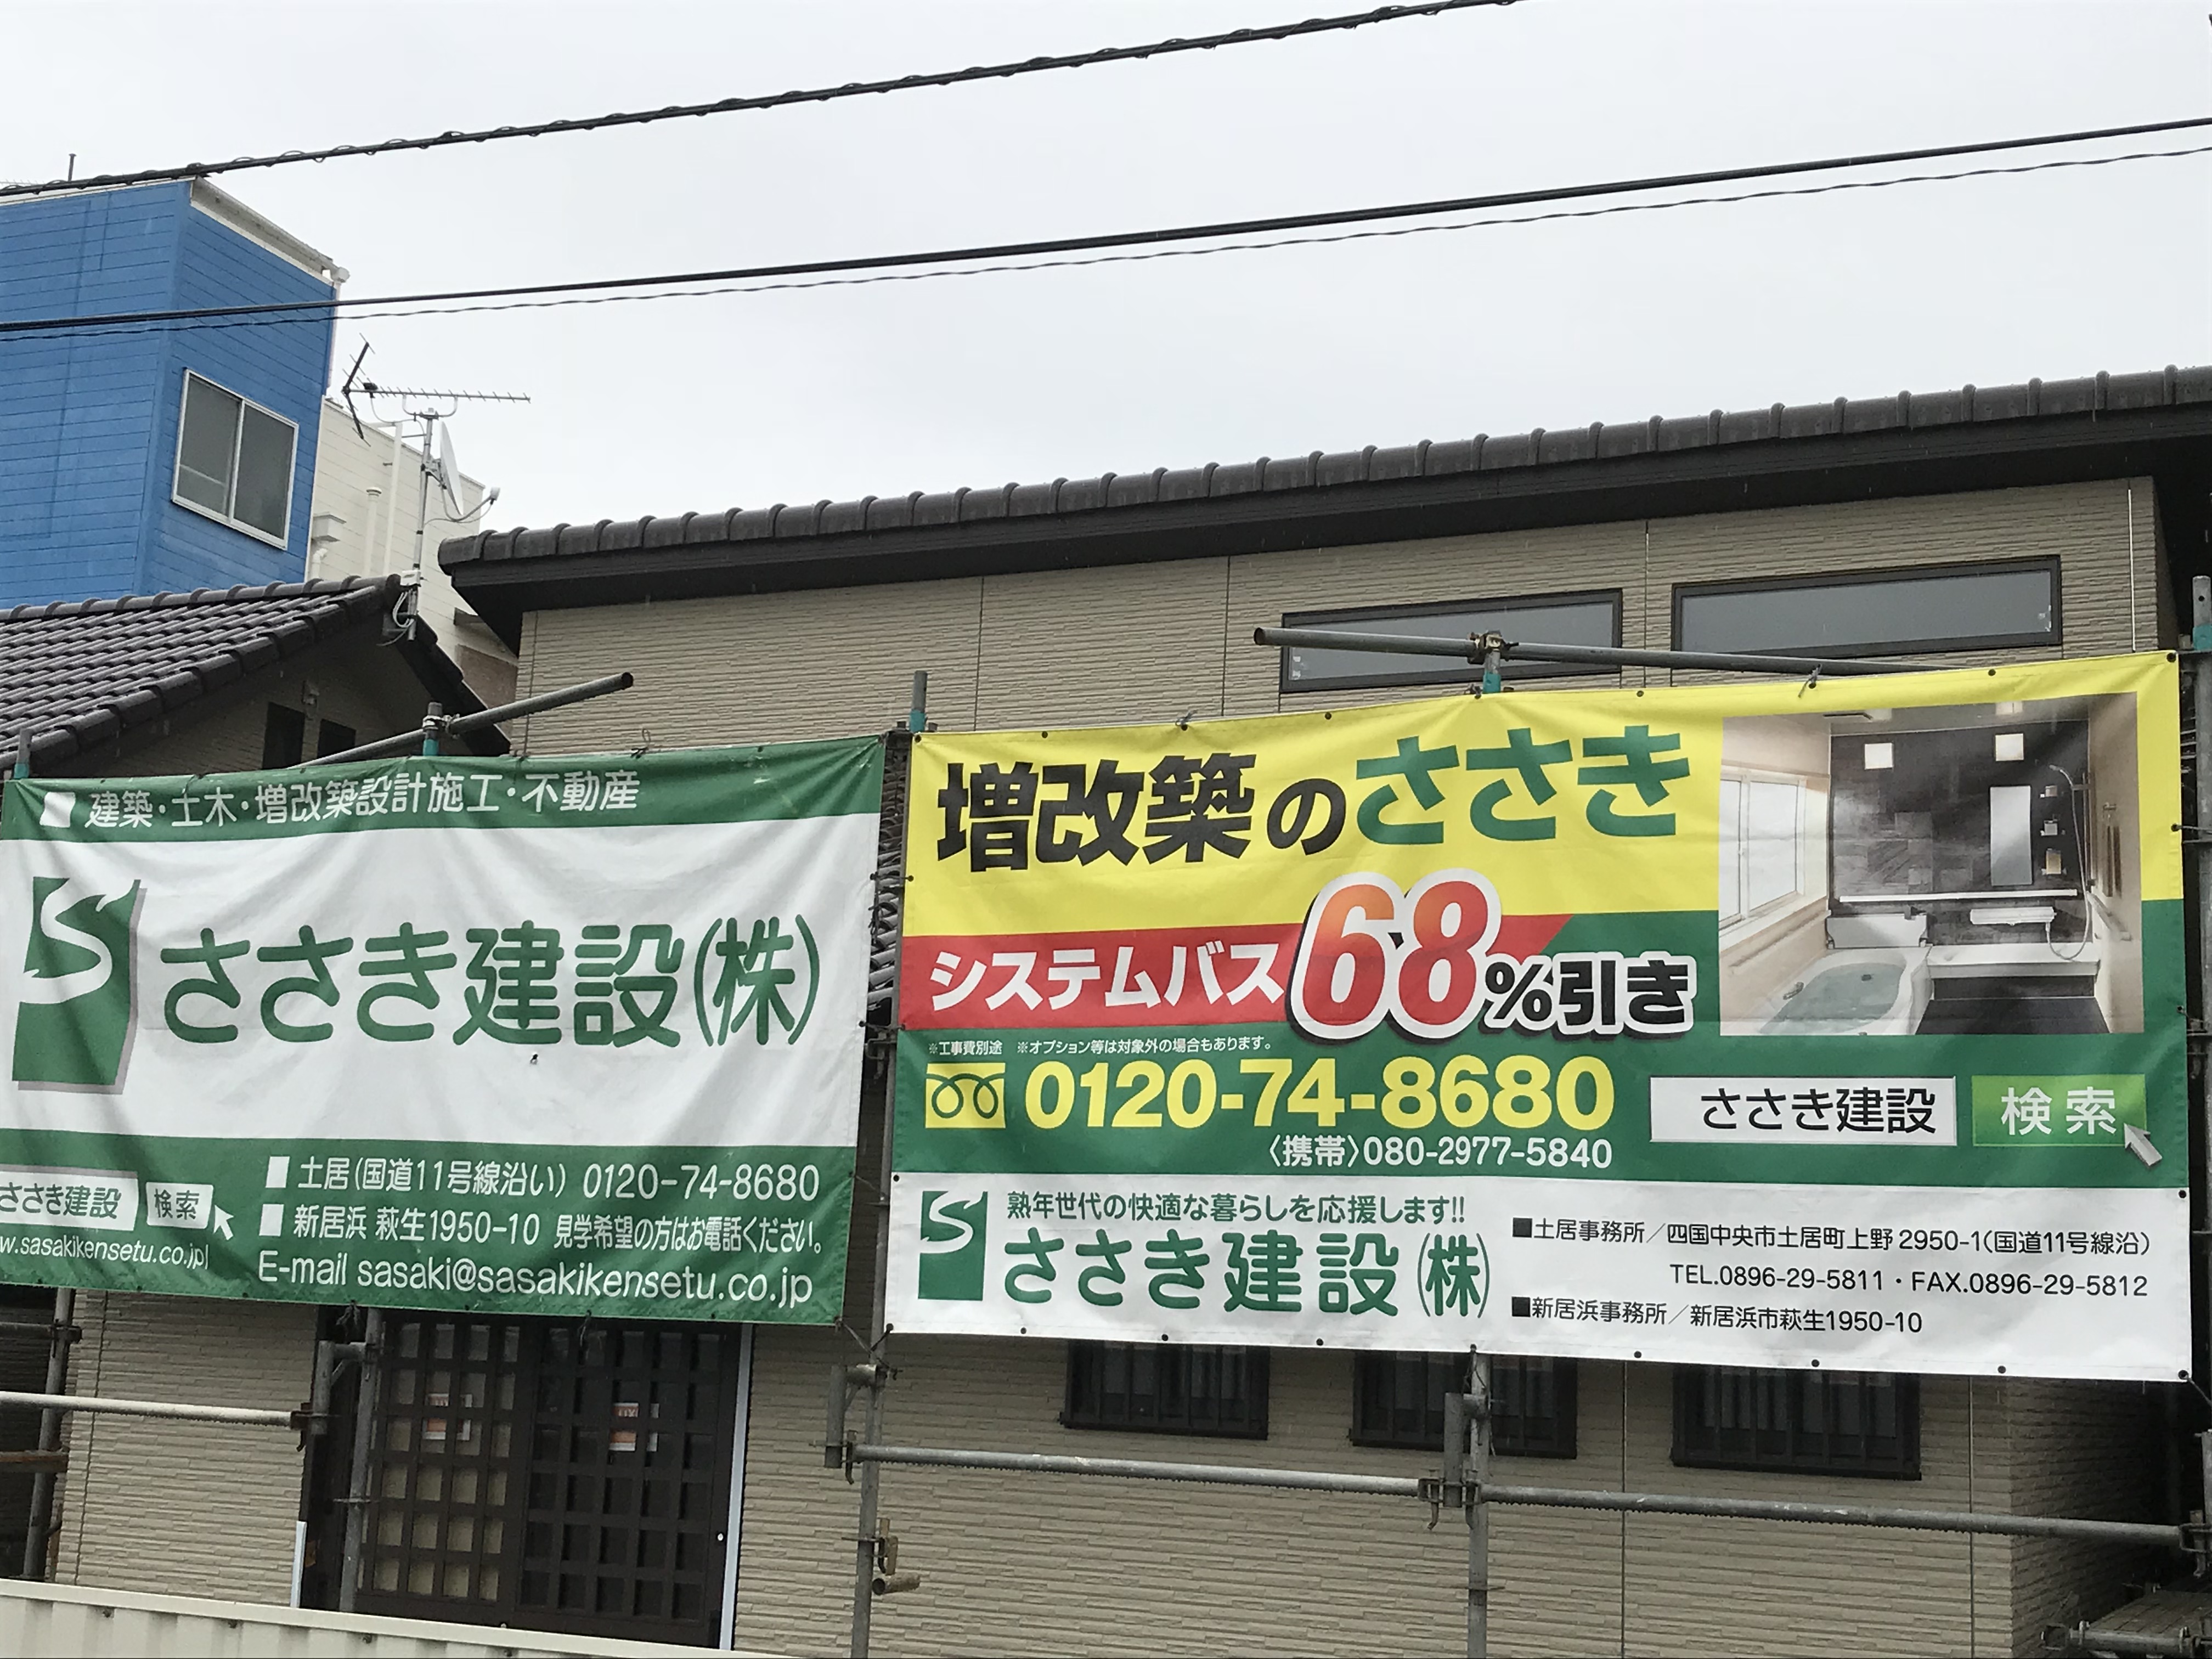 建築・土木・増改築設計施工・不動産
ささき建設(株)
ささき建設 検索
w.sasakikensetu.co.jp
土居(国道11号線沿い) 0120-74-8680
新居浜 萩生1950-10 見学希望の方はお電話ください。
E-mail sasaki@sasakikensetu.co.jp
増改築のささき
システムバス68%引き
※工事費別途 ※オプション等は対象外の場合もあります。
0120-74-8680
〈携帯〉080-2977-5840
ささき建設 検索
熟年世代の快適な暮らしを応援します!!
ささき建設(株)
■土居事務所/四国中央市土居町上野2950-1(国道11号線沿)
TEL.0896-29-5811・FAX.0896-29-5812
■新居浜事務所/新居浜市萩生1950-10